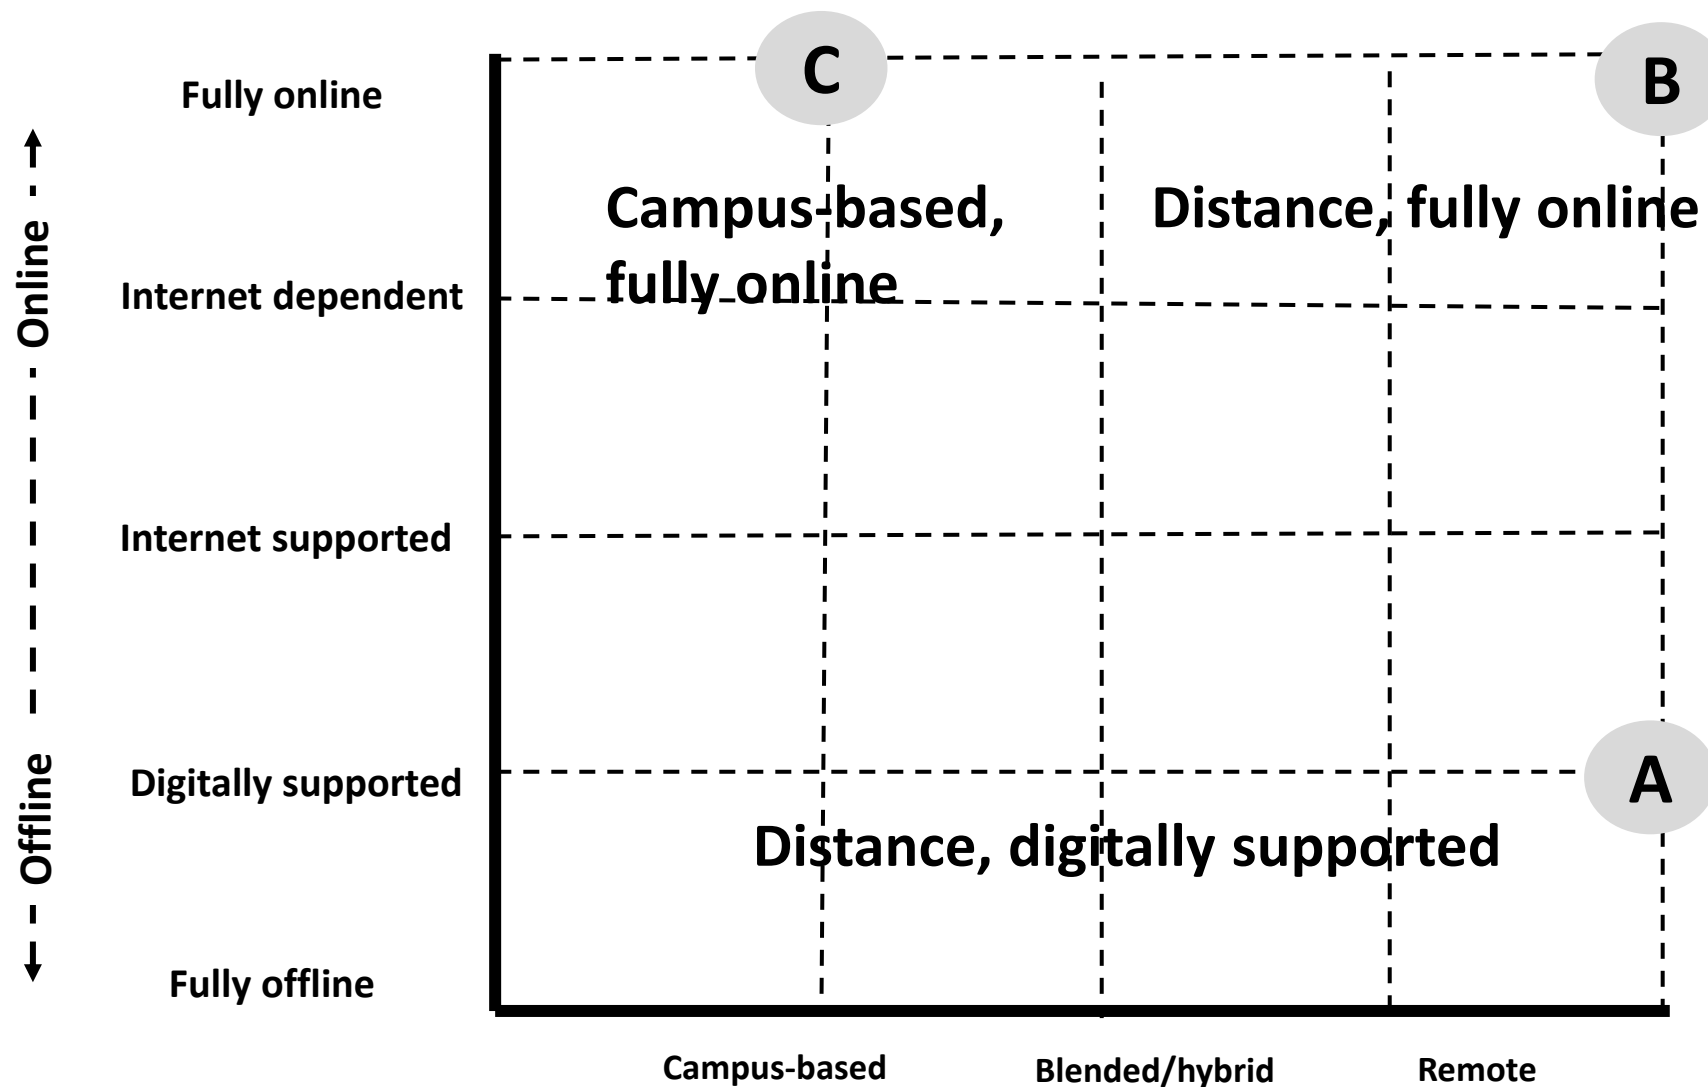 C
B
Fully online
Campus-based,
fully online
Distance, fully online
Online
Internet dependent
Internet supported
Digitally supported
A
Offline
Distance, digitally supported
Fully offline
Campus-based
Blended/hybrid
Remote